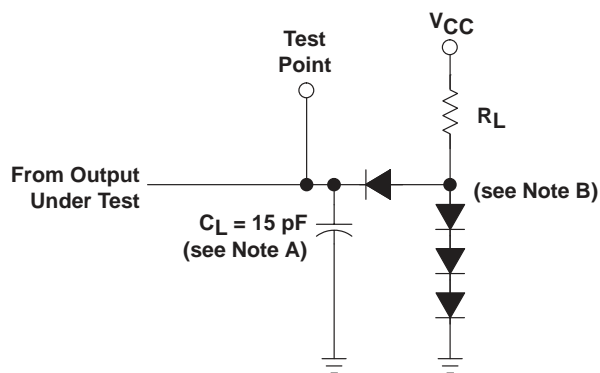 VCC
Test
Point
RL
From Output
Under Test
(see Note B)
CL = 15 pF
(see Note A)